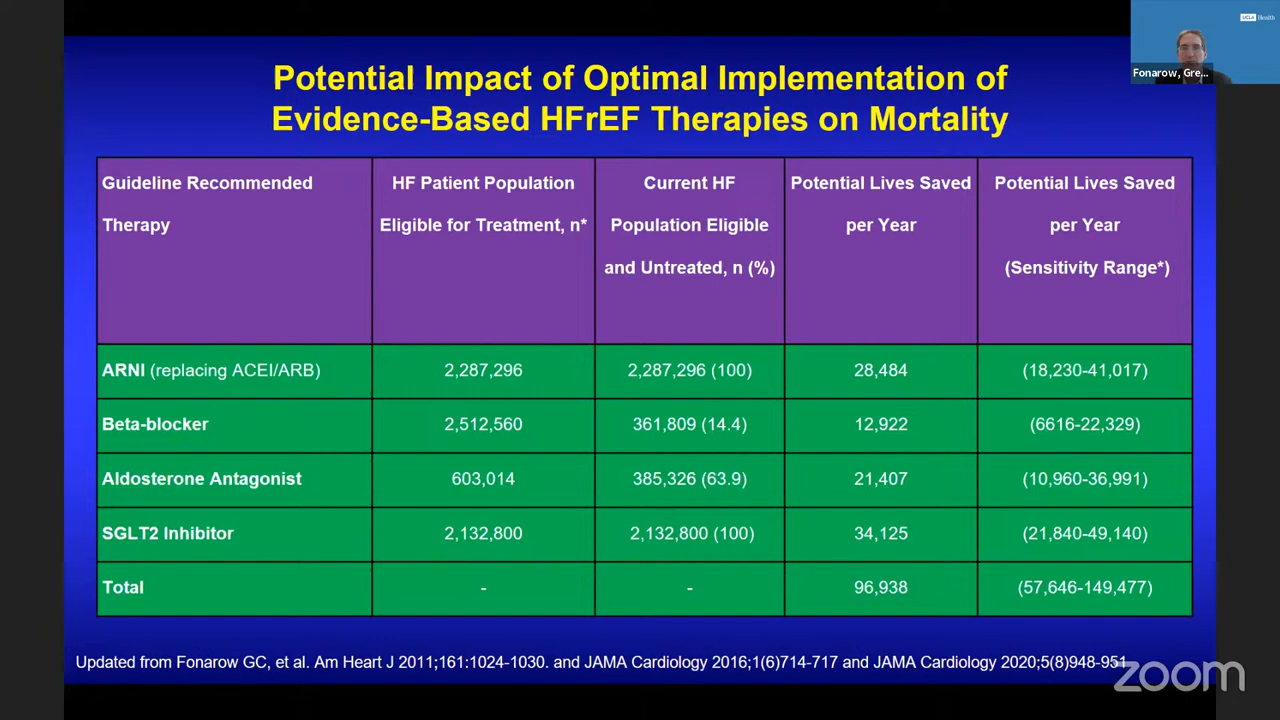 UCLA Health
Fonarow, Gre...
Potential Impact of Optimal Implementation of
Evidence-Based HFrEF Therapies on Mortality
Guideline Recommended
Therapy
HF Patient Population
Eligible for Treatment, n*
Current HF
Population Eligible
and Untreated, n (%)
Potential Lives Saved
per Year
Potential Lives Saved
per Year
(Sensitivity Range*)
ARNI (replacing ACEI/ARB) 2,287,296 2,287,296 (100) 28,484 (18,230-41,017)
Beta-blocker 2,512,560 361,809 (14.4) 12,922 (6616-22,329)
Aldosterone Antagonist 603,014 385,326 (63.9) 21,407 (10,960-36,991)
SGLT2 Inhibitor 2,132,800 2,132,800 (100) 34,125 (21,840-49,140)
Total - - 96,938 (57,646-149,477)
Updated from Fonarow GC, et al. Am Heart J 2011;161:1024-1030. and JAMA Cardiology 2016;1(6)714-717 and JAMA Cardiology 2020;5(8)948-951
zoom